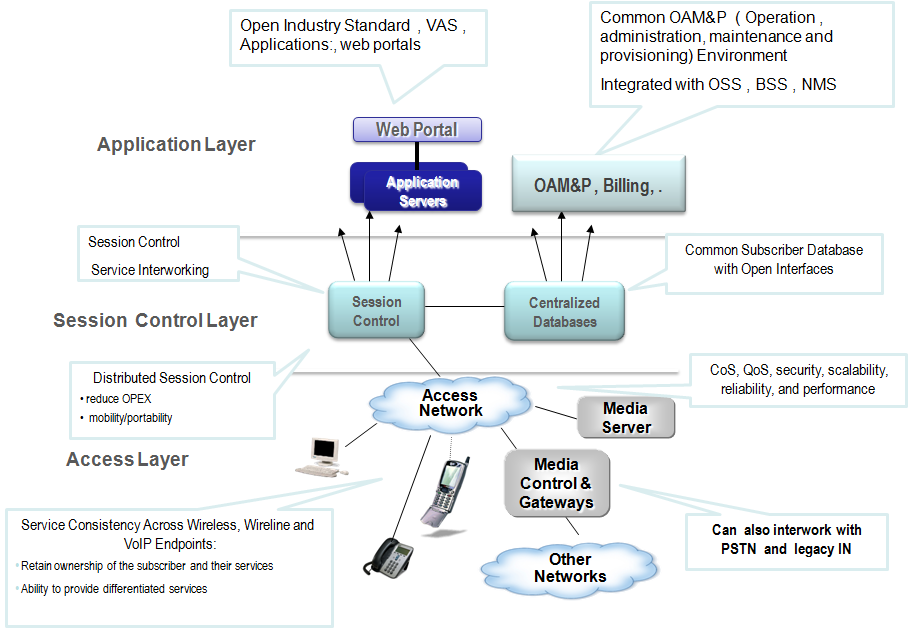 Open Industry Standard , VAS ,
Applications:, web portals
Common OAM&P ( Operation ,
administration, maintenance and
provisioning) Environment
Integrated with OSS , BSS , NMS
Application Layer
Web Portal
Application
Servers
OAM&P , Billing, .
Session Control
Service Interworking
Common Subscriber Database
with Open Interfaces
Session Control Layer
Session
Control
Centralized
Databases
Distributed Session Control
• reduce OPEX
• mobility/portability
CoS, QoS, security, scalability,
reliability, and performance
Access
Network
Media
Server
Access Layer
Media
Control &
Gateways
Service Consistency Across Wireless, Wireline and
VoIP Endpoints:
• Retain ownership of the subscriber and their services
• Ability to provide differentiated services
Can also interwork with
PSTN and legacy IN
Other
Networks